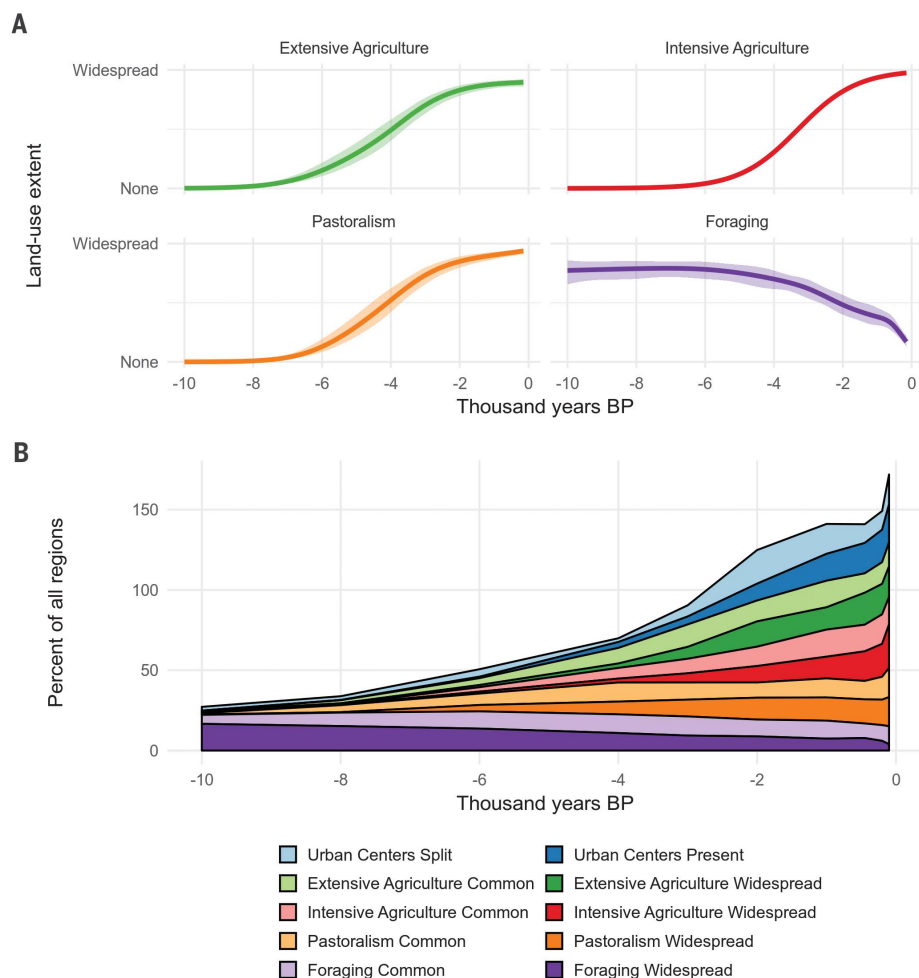 A
Extensive Agriculture
Intensive Agriculture
Widespread
None
Pastoralism
Foraging
Widespread
None
Land-use extent
-10 -8 -6 -4 -2 0
-10 -8 -6 -4 -2 0
Thousand years BP
B
150
100
50
0
Percent of all regions
-10 -8 -6 -4 -2 0
Thousand years BP
Urban Centers Split
Urban Centers Present
Extensive Agriculture Common
Extensive Agriculture Widespread
Intensive Agriculture Common
Intensive Agriculture Widespread
Pastoralism Common
Pastoralism Widespread
Foraging Common
Foraging Widespread